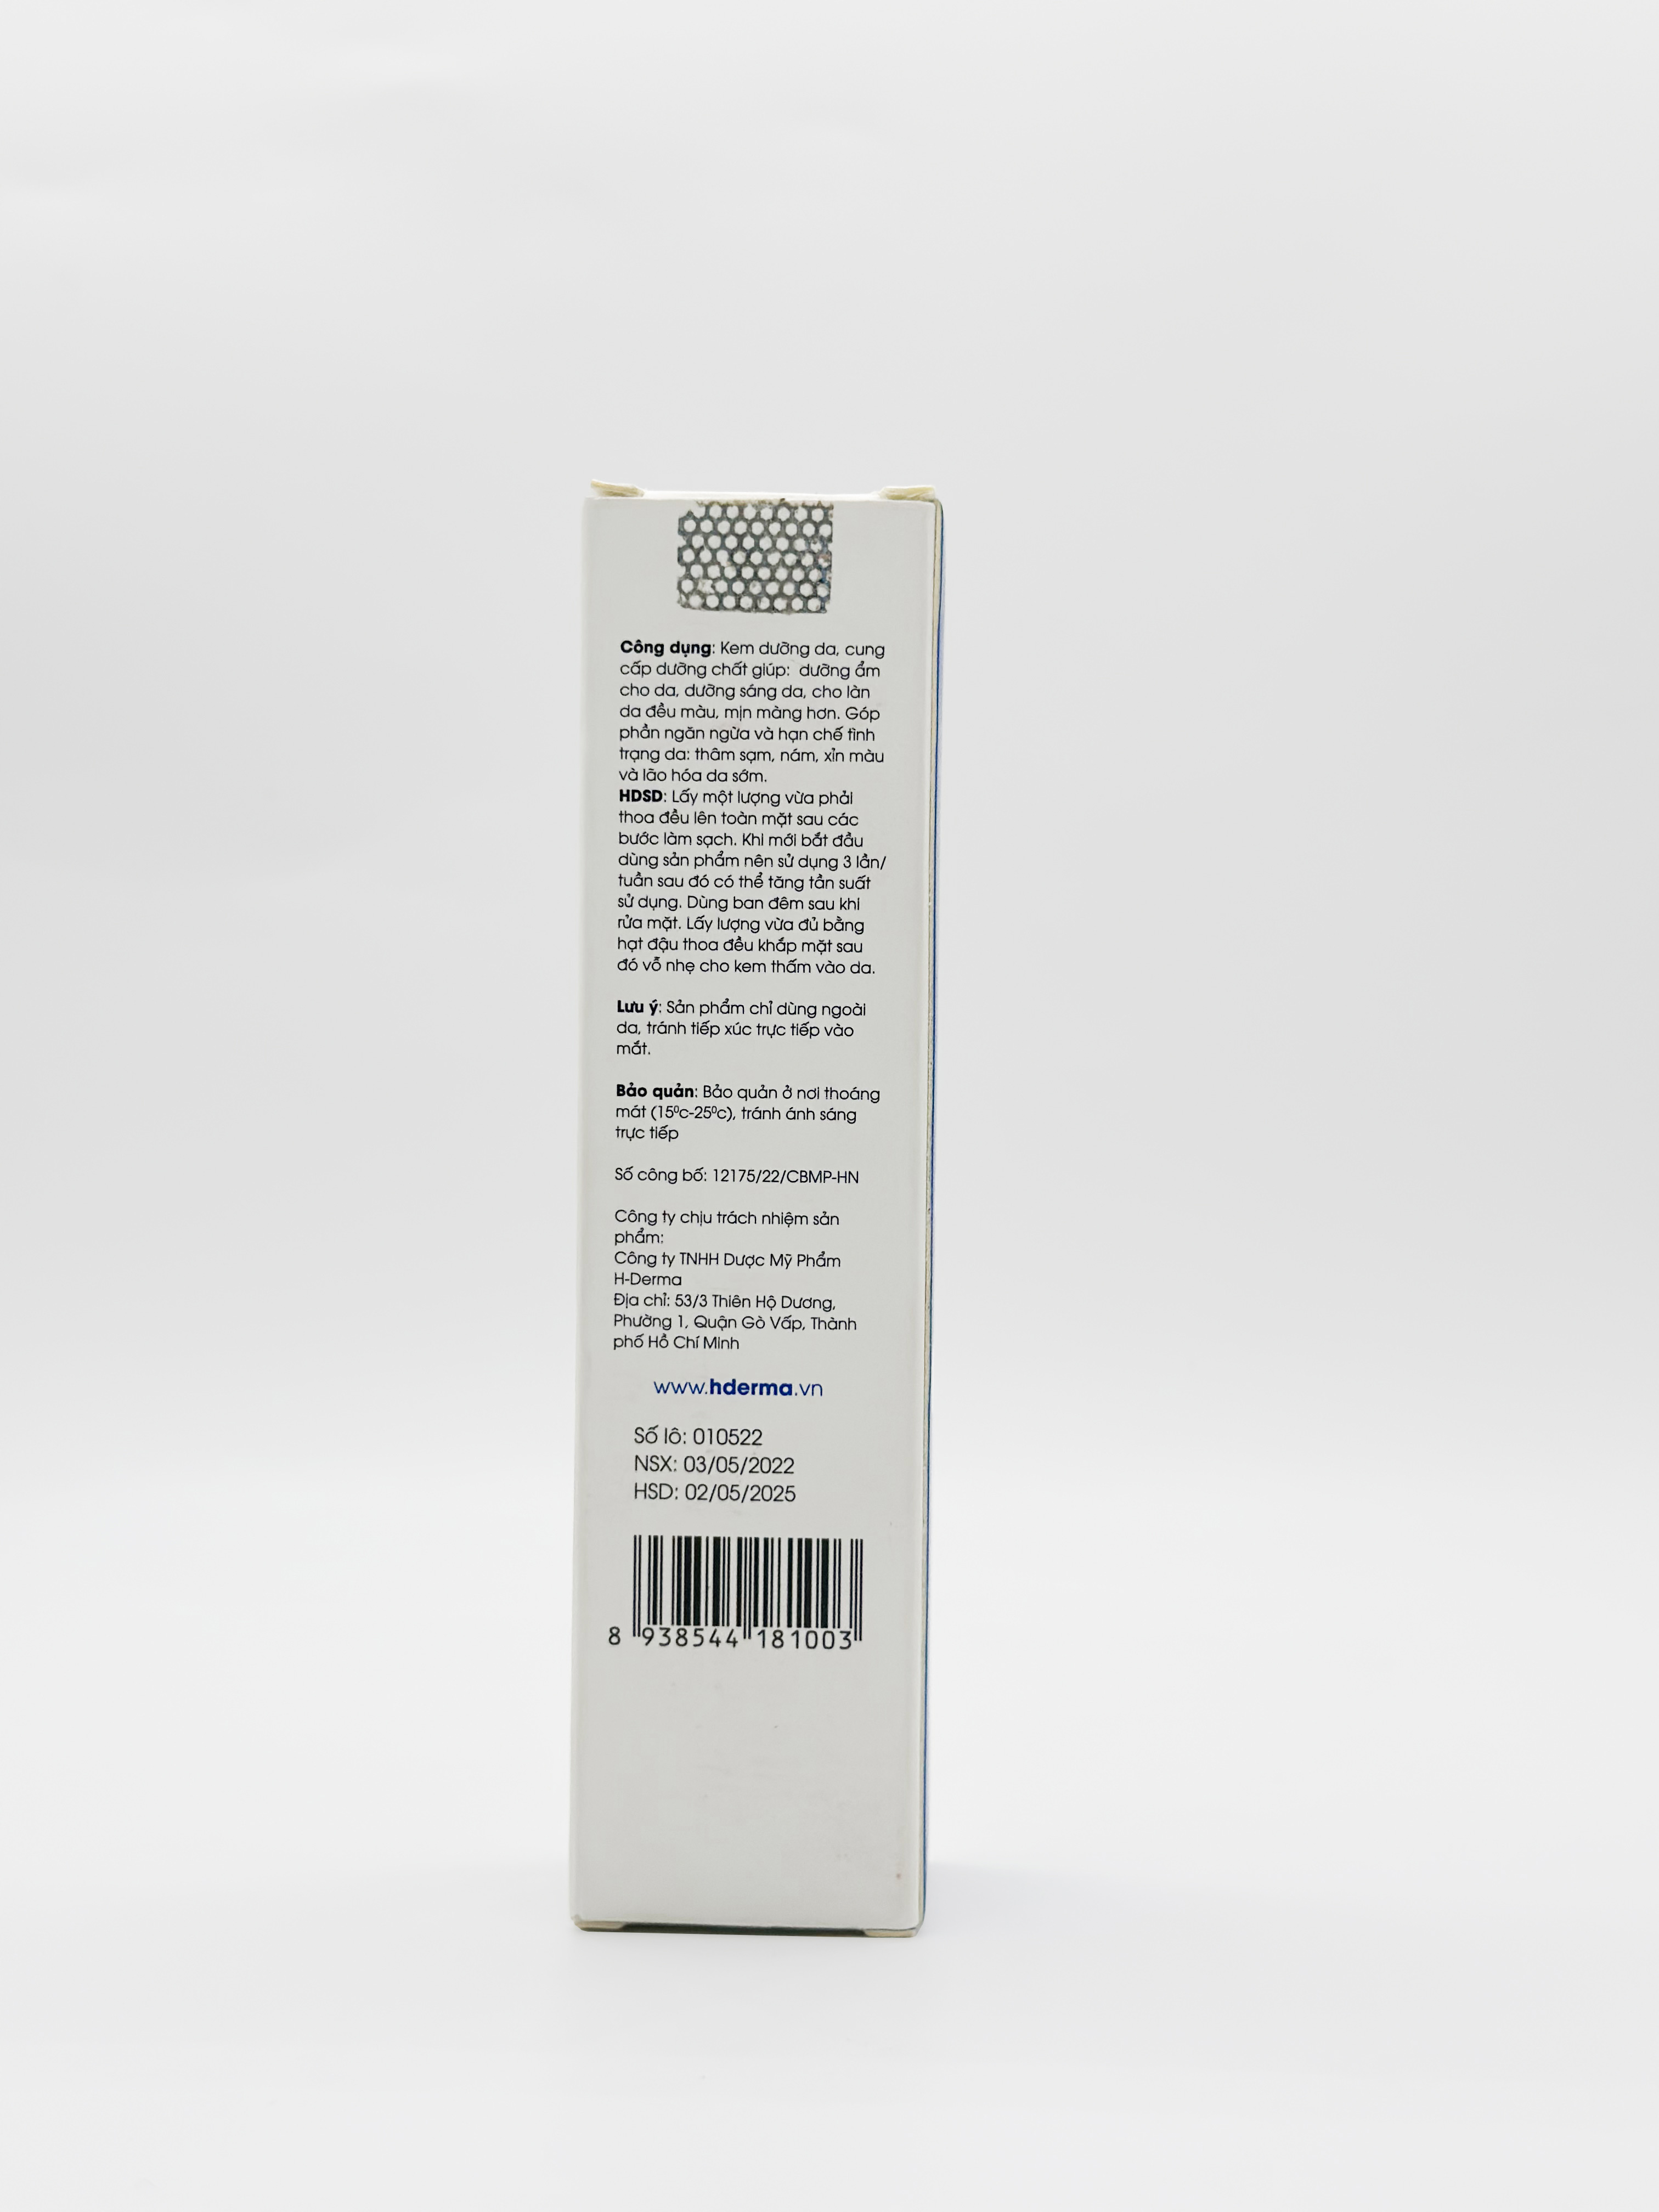 Công dụng: Kem dưỡng da, cung
cấp dưỡng chất giúp: dưỡng ẩm
cho da, dưỡng sáng da, cho làn
da đều màu, mịn màng hơn. Góp
phần ngăn ngừa và hạn chế tình
trạng da: thâm sạm, nám, xỉn màu
và lão hóa da sớm.
HDSD: Lấy một lượng vừa phải
thoa đều lên toàn mặt sau các
bước làm sạch. Khi mới bắt đầu
dùng sản phẩm nên sử dụng 3 lần/
tuần sau đó có thể tăng tần suất
sử dụng. Dùng ban đêm sau khi
rửa mặt. Lấy lượng vừa đủ bằng
hạt đậu thoa đều khắp mặt sau
đó vỗ nhẹ cho kem thấm vào da.
Lưu ý: Sản phẩm chỉ dùng ngoài
da, tránh tiếp xúc trực tiếp vào
mắt.
Bảo quản: Bảo quản ở nơi thoáng
mát (15⁰c-25⁰c), tránh ánh sáng
trực tiếp
Số công bố: 12175/22/CBMP-HN
Công ty chịu trách nhiệm sản
phẩm:
Công ty TNHH Dược Mỹ Phẩm
H-Derma
Địa chỉ: 53/3 Thiên Hộ Dương,
Phường 1, Quận Gò Vấp, Thành
phố Hồ Chí Minh
www.hderma.vn
Số lô: 010522
NSX: 03/05/2022
HSD: 02/05/2025
8 938544 181003